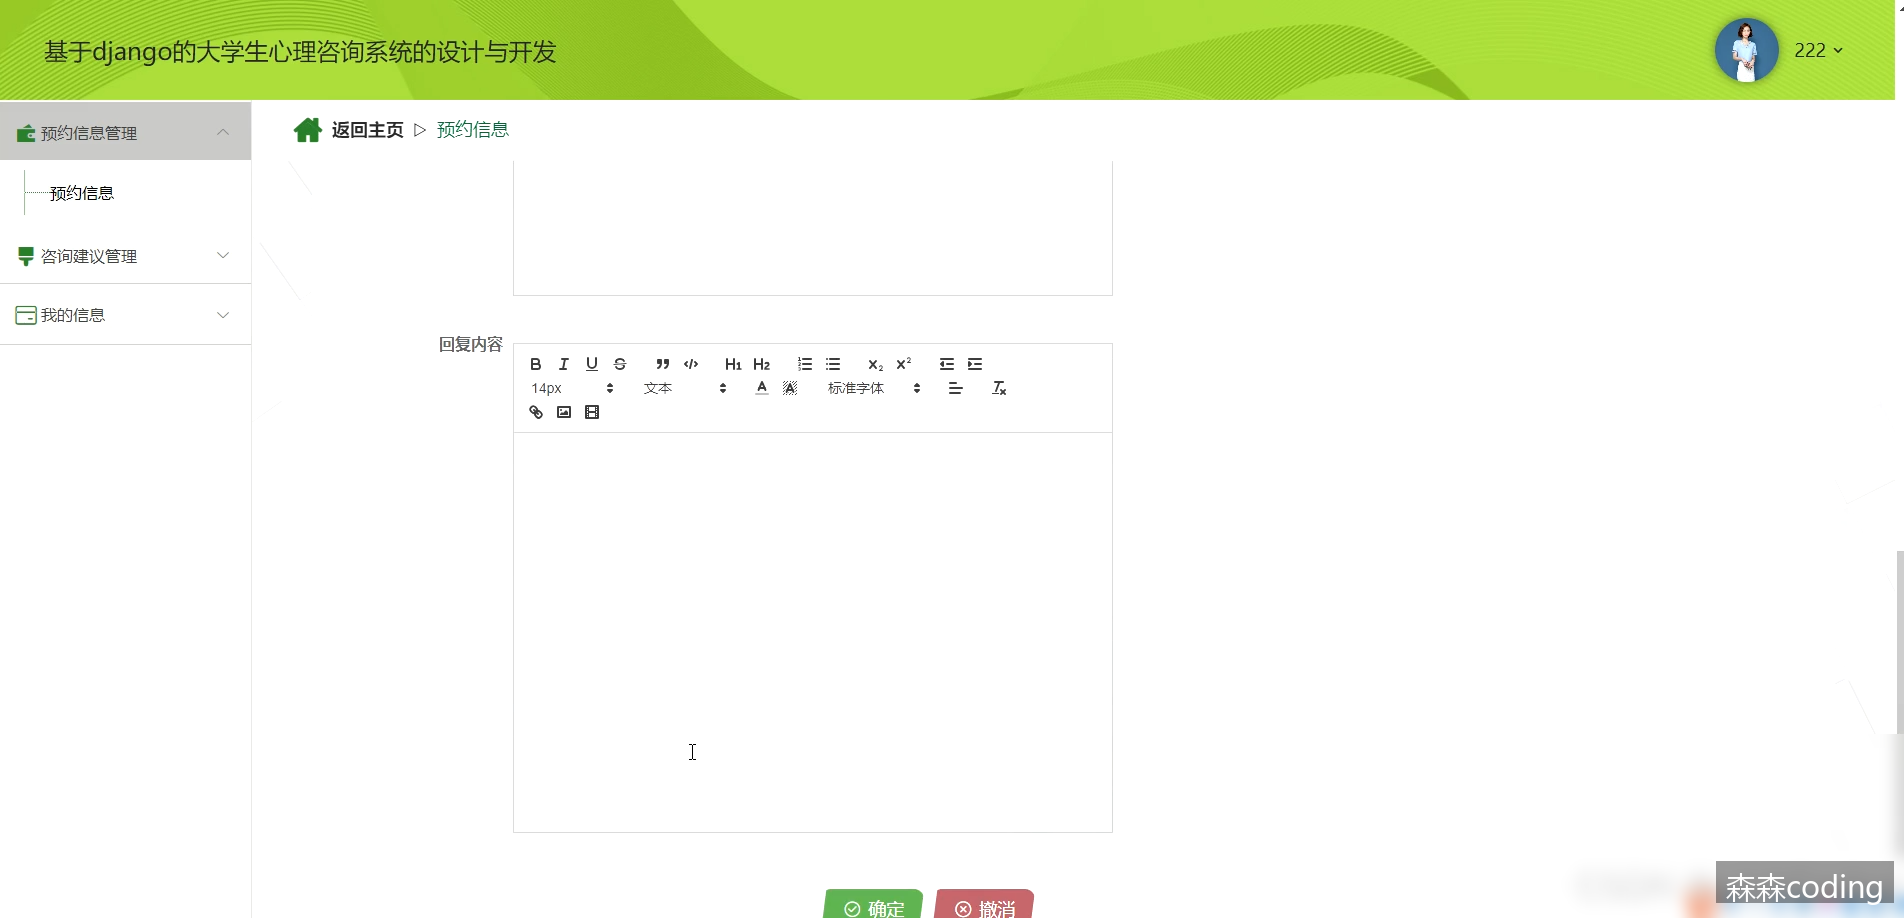 基于django的大学生心理咨询系统的设计与开发
222
预约信息管理
预约信息
咨询建议管理
我的信息
返回主页 ▷ 预约信息
回复内容
B I U S ” </> H1 H2 X2 X2
14px 文本 A A 标准字体 Tx
确定 撤消
森森coding